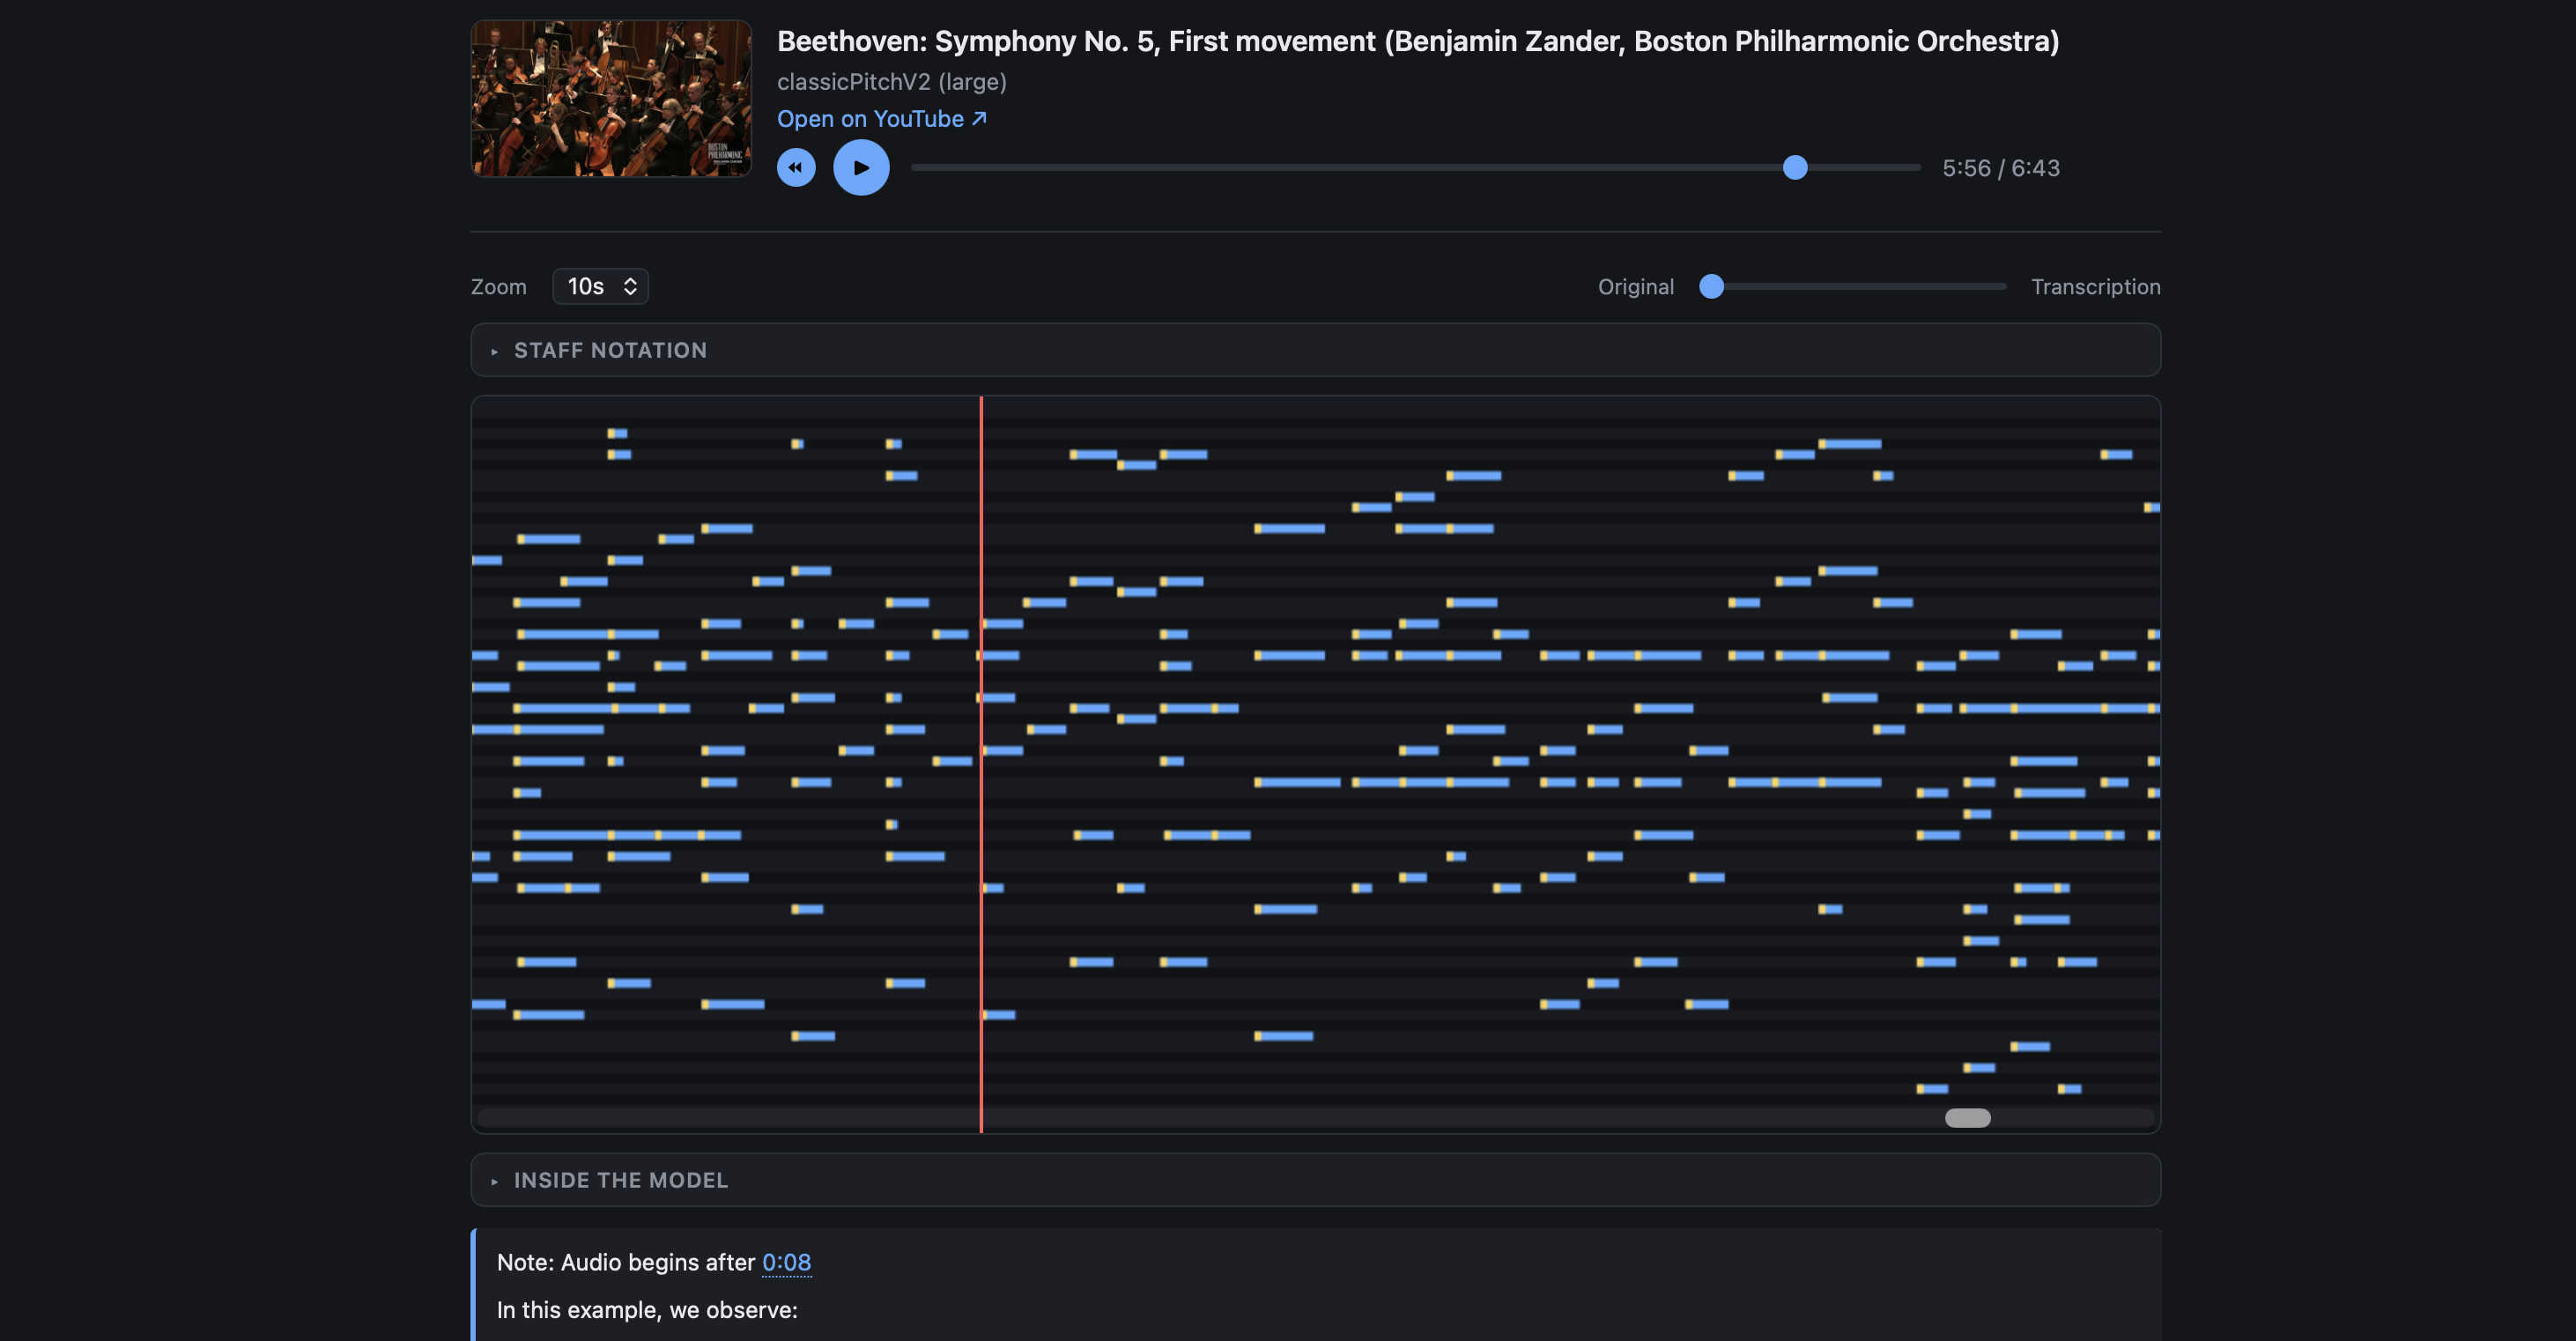 Beethoven: Symphony No. 5, First movement (Benjamin Zander, Boston Philharmonic Orchestra)
classicPitchV2 (large)
Open on YouTube ↗
5:56 / 6:43
BOSTON
PHILHARMONIC
Zoom 10s Original Transcription
STAFF NOTATION
INSIDE THE MODEL
Note: Audio begins after 0:08
In this example, we observe: